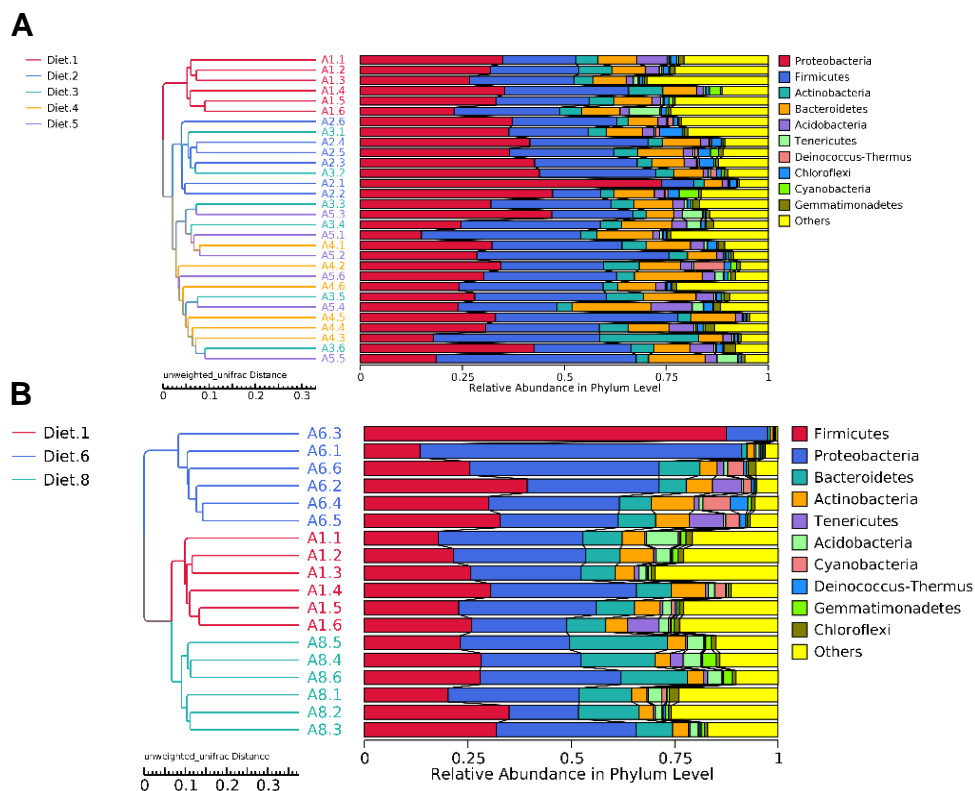 A
Diet.1
Diet.2
Diet.3
Diet.4
Diet.5
A1.1
A1.2
A1.3
A1.4
A1.5
A1.6
A2.6
A3.1
A2.4
A2.5
A2.3
A3.2
A2.1
A2.2
A3.3
A5.3
A3.4
A5.1
A4.1
A5.2
A4.2
A5.6
A4.6
A3.5
A5.4
A4.5
A4.4
A4.3
A3.6
A5.5
Proteobacteria
Firmicutes
Actinobacteria
Bacteroidetes
Acidobacteria
Tenericutes
Deinococcus-Thermus
Chloroflexi
Cyanobacteria
Gemmatimonadetes
Others
unweighted_unifrac Distance
0 0.1 0.2 0.3
0 0.25 0.5 0.75 1
Relative Abundance in Phylum Level
B
Diet.1
Diet.6
Diet.8
A6.3
A6.1
A6.6
A6.2
A6.4
A6.5
A1.1
A1.2
A1.3
A1.4
A1.5
A1.6
A8.5
A8.4
A8.6
A8.1
A8.2
A8.3
Firmicutes
Proteobacteria
Bacteroidetes
Actinobacteria
Tenericutes
Acidobacteria
Cyanobacteria
Deinococcus-Thermus
Gemmatimonadetes
Chloroflexi
Others
unweighted_unifrac Distance
0 0.1 0.2 0.3
0 0.25 0.5 0.75 1
Relative Abundance in Phylum Level